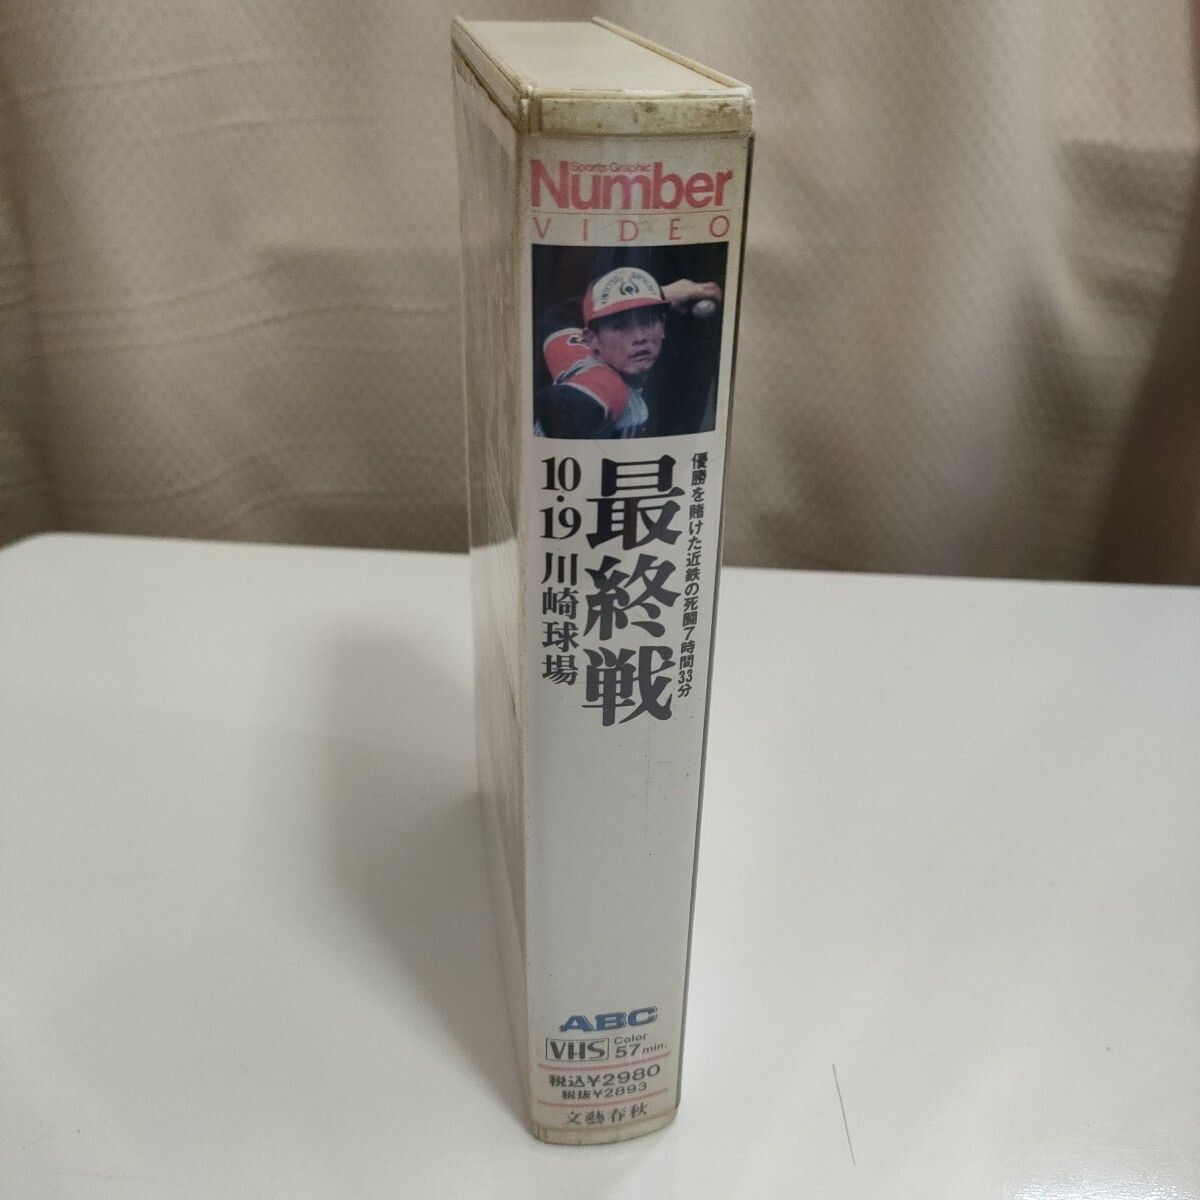 Sports Graphic
Number
VIDEO
優勝を賭けた近鉄の死闘7時間33分
最終戦
10・19 川崎球場
ABC
VHS
Color
57min.
税込¥2980
税抜¥2893
文藝春秋